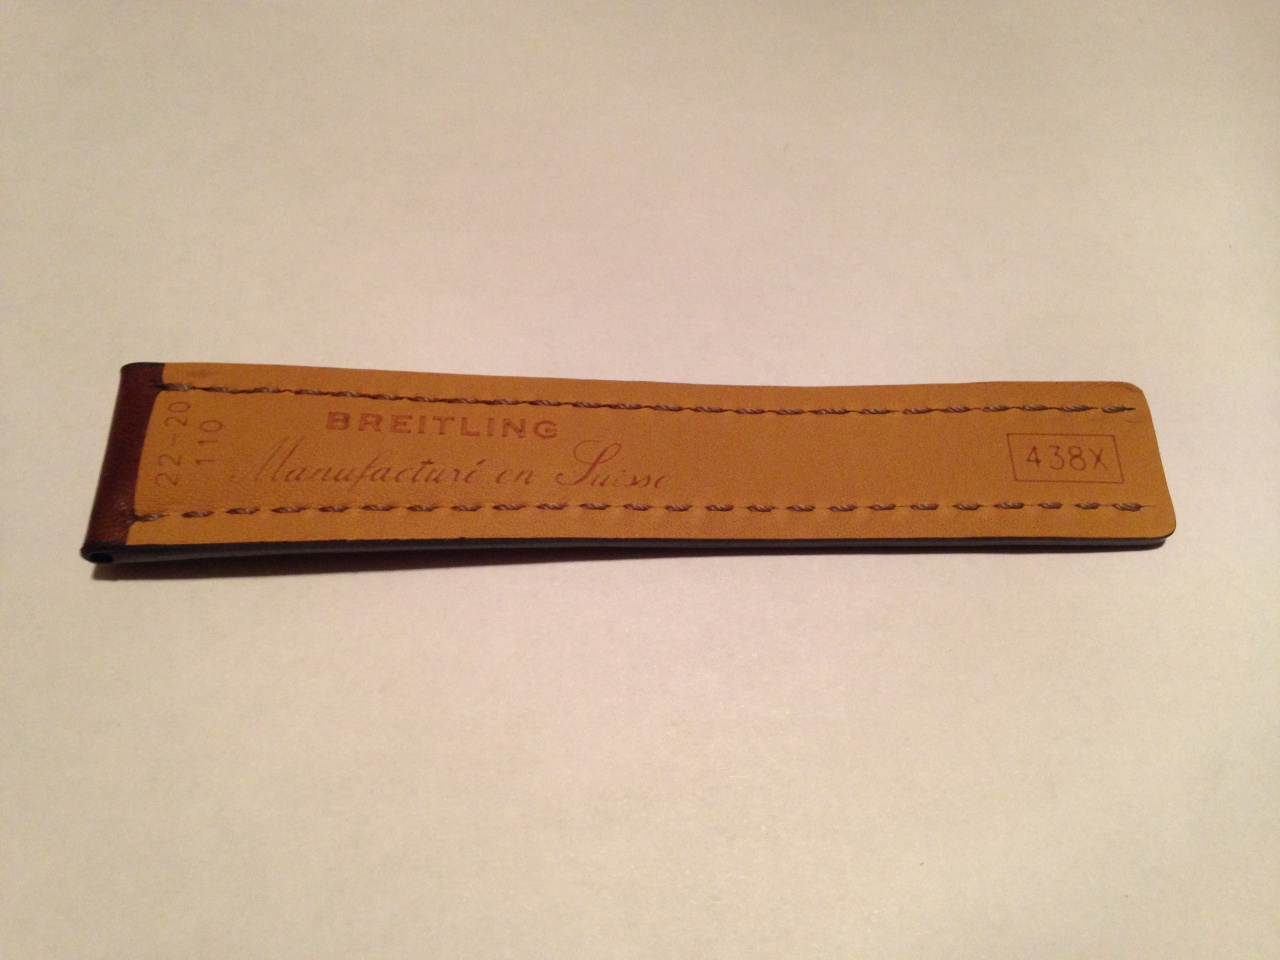 22-20
110
BREITLING
Manufacturé en Suisse
438X